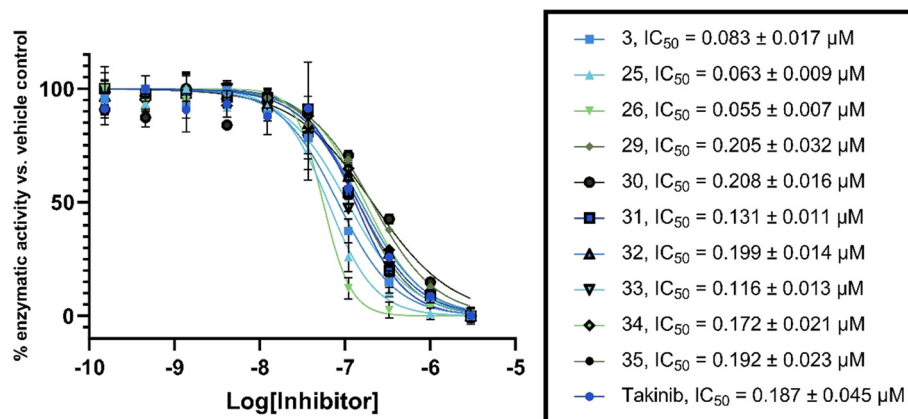 % enzymatic activity vs. vehicle control
100
50
0
-10
-9
-8
-7
-6
-5
Log[Inhibitor]
3, IC50 = 0.083 ± 0.017 µM
25, IC50 = 0.063 ± 0.009 µM
26, IC50 = 0.055 ± 0.007 µM
29, IC50 = 0.205 ± 0.032 µM
30, IC50 = 0.208 ± 0.016 µM
31, IC50 = 0.131 ± 0.011 µM
32, IC50 = 0.199 ± 0.014 µM
33, IC50 = 0.116 ± 0.013 µM
34, IC50 = 0.172 ± 0.021 µM
35, IC50 = 0.192 ± 0.023 µM
Takinib, IC50 = 0.187 ± 0.045 µM